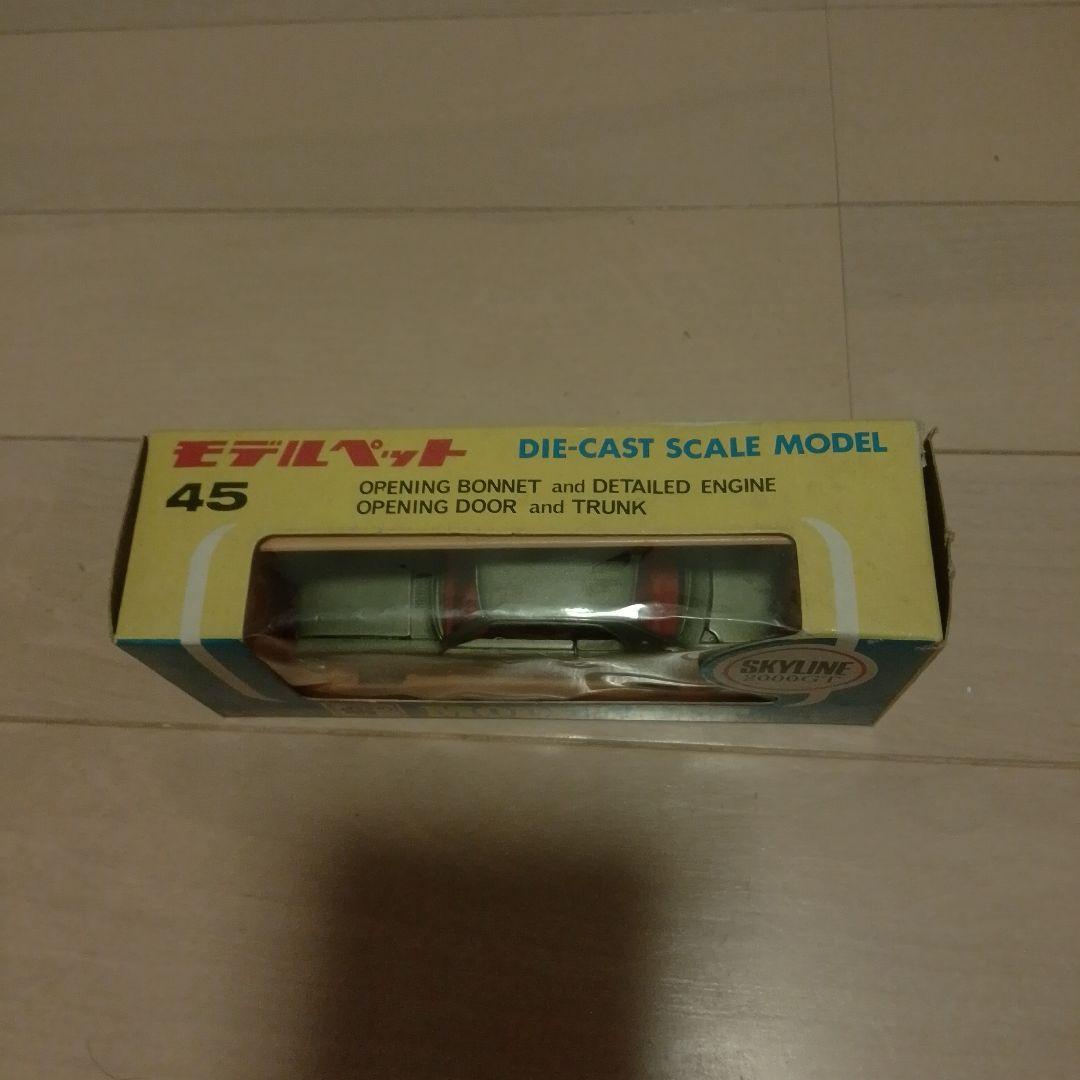 モデルペット
DIE-CAST SCALE MODEL
45
OPENING BONNET and DETAILED ENGINE
OPENING DOOR and TRUNK
SKYLINE
2000GT